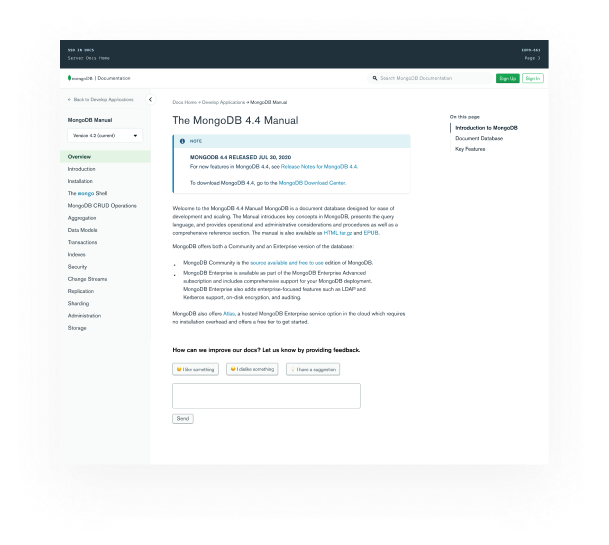 SSO IN DOCS
Server Docs Home
Page 3
mongoDB | Documentation
Search MongoDB Documentation
Sign Up
Sign In
Back to Develop Applications
MongoDB Manual
Version 4.2 (current)
Overview
Introduction
Installation
The mongo Shell
MongoDB CRUD Operations
Aggregation
Data Models
Transactions
Indexes
Security
Change Streams
Replication
Sharding
Administration
Storage
Docs Home → Develop Applications → MongoDB Manual
The MongoDB 4.4 Manual
NOTE
MONGODB 4.4 RELEASED JUL 30, 2020
For new features in MongoDB 4.4, see Release Notes for MongoDB 4.4.
To download MongoDB 4.4, go to the MongoDB Download Center.
Welcome to the MongoDB 4.4 Manual! MongoDB is a document database designed for ease of
development and scaling. The Manual introduces key concepts in MongoDB, presents the query
language, and provides operational and administrative considerations and procedures as well as a
comprehensive reference section. The manual is also available as HTML tar.gz and EPUB.
MongoDB offers both a Community and an Enterprise version of the database:
• MongoDB Community is the source available and free to use edition of MongoDB.
• MongoDB Enterprise is available as part of the MongoDB Enterprise Advanced
subscription and includes comprehensive support for your MongoDB deployment.
MongoDB Enterprise also adds enterprise-focused features such as LDAP and
Kerberos support, on-disk encryption, and auditing.
MongoDB also offers Atlas, a hosted MongoDB Enterprise service option in the cloud which requires
no installation overhead and offers a free tier to get started.
How can we improve our docs? Let us know by providing feedback.
I like something
I dislike something
I have a suggestion
Send
On this page
Introduction to MongoDB
Document Database
Key Features